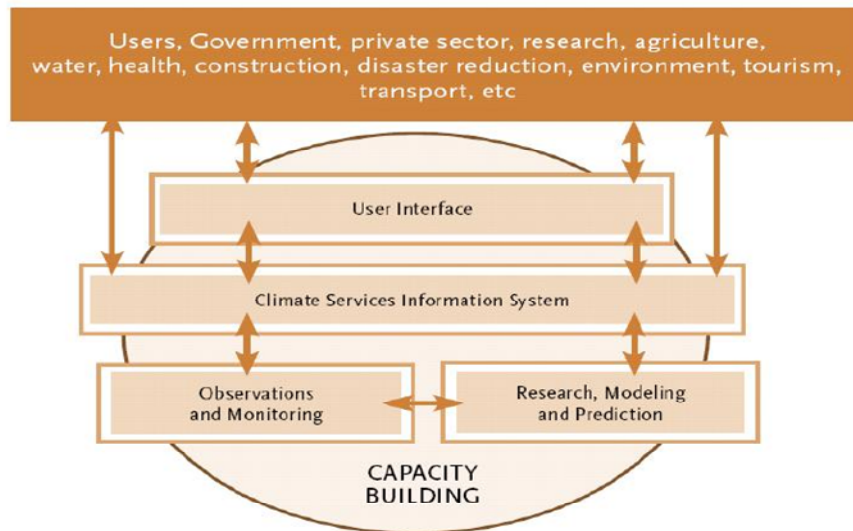 Users, Government, private sector, research, agriculture,
water, health, construction, disaster reduction, environment, tourism,
transport, etc
User Interface
Climate Services Information System
Observations
and Monitoring
Research, Modeling
and Prediction
CAPACITY
BUILDING